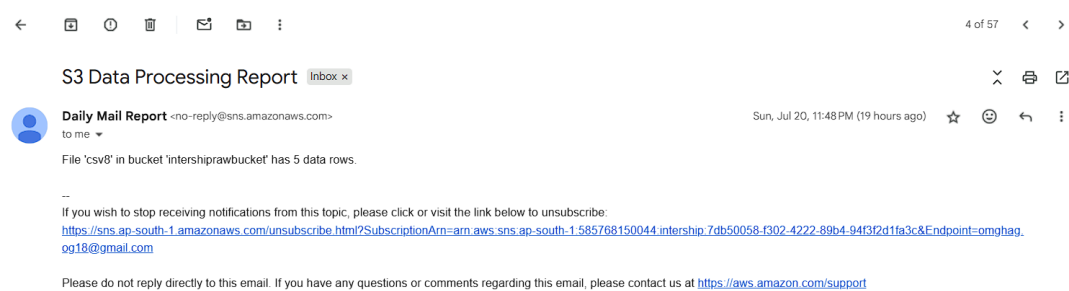 4 of 57
S3 Data Processing Report Inbox ×
Daily Mail Report <no-reply@sns.amazonaws.com> Sun, Jul 20, 11:48 PM (19 hours ago)
to me
File 'csv8' in bucket 'intershiprawbucket' has 5 data rows.
--
If you wish to stop receiving notifications from this topic, please click or visit the link below to unsubscribe:
https://sns.ap-south-1.amazonaws.com/unsubscribe.html?SubscriptionArn=arn:aws:sns:ap-south-1:585768150044:intership:7db50058-f302-4222-89b4-94f3f2d1fa3c&Endpoint=omghag.
og18@gmail.com
Please do not reply directly to this email. If you have any questions or comments regarding this email, please contact us at https://aws.amazon.com/support